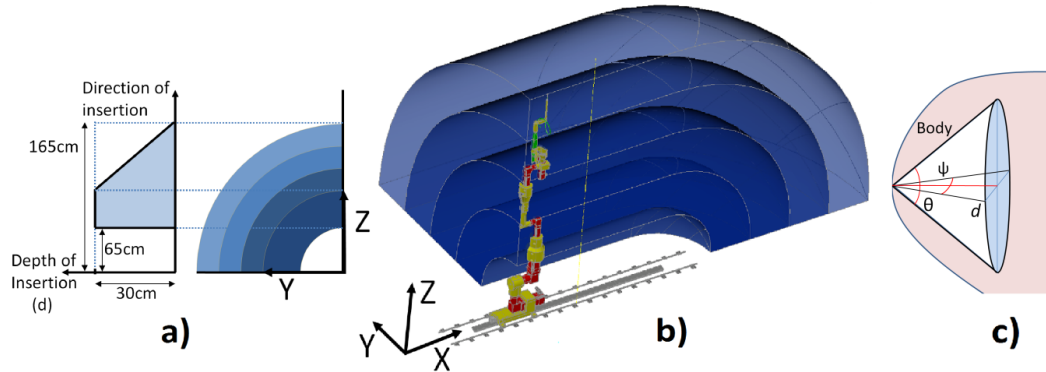 Direction of
insertion
165cm
65cm
Depth of
Insertion
(d)
30cm
Z
Y
a)
Z
Y
X
b)
Body
ψ
θ
d
c)